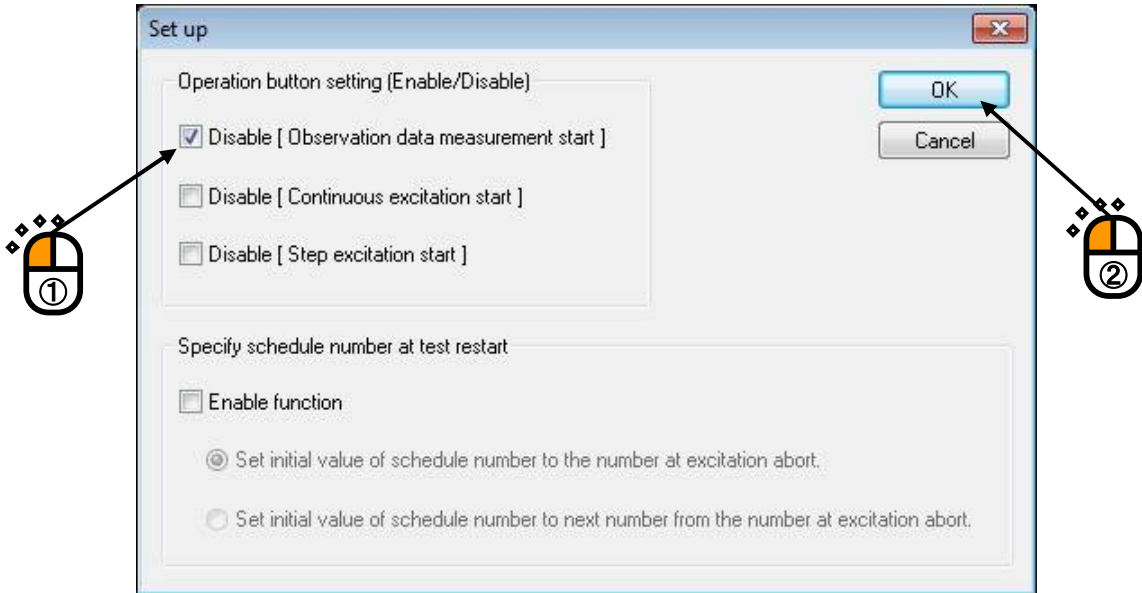 Set up
Operation button setting (Enable/Disable)
OK
Disable [ Observation data measurement start ]
Cancel
Disable [ Continuous excitation start ]
Disable [ Step excitation start ]
①
②
Specify schedule number at test restart
Enable function
Set initial value of schedule number to the number at excitation abort.
Set initial value of schedule number to next number from the number at excitation abort.